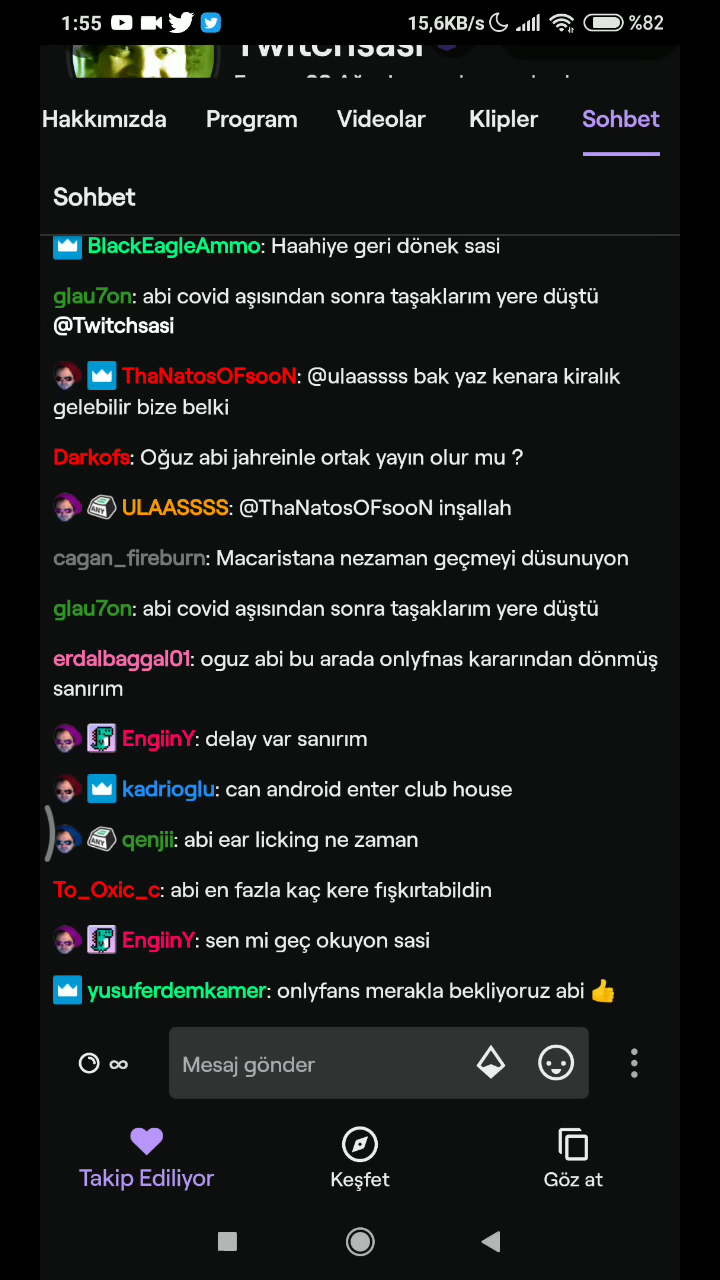 1:55 15,6KB/s %82
Twitchsasi
Hakkımızda Program Videolar Klipler Sohbet
Sohbet
BlackEagleAmmo: Haahiye geri dönek sasi
glau7on: abi covid aşısından sonra taşaklarım yere düştü
@Twitchsasi
ThaNatosOFsooN: @ulaassss bak yaz kenara kiralık
gelebilir bize belki
Darkofs: Oğuz abi jahreinle ortak yayın olur mu ?
ANY ULAASSSS: @ThaNatosOFsooN inşallah
cagan_fireburn: Macaristana nezaman geçmeyi düsunuyon
glau7on: abi covid aşısından sonra taşaklarım yere düştü
erdalbaggal01: oguz abi bu arada onlyfnas kararından dönmüş
sanırım
EngiinY: delay var sanırım
kadrioglu: can android enter club house
ANY qenjii: abi ear licking ne zaman
To_Oxic_c: abi en fazla kaç kere fışkırtabildin
EngiinY: sen mi geç okuyon sasi
yusuferdemkamer: onlyfans merakla bekliyoruz abi 👍
∞ Mesaj gönder
Takip Ediliyor Keşfet Göz at